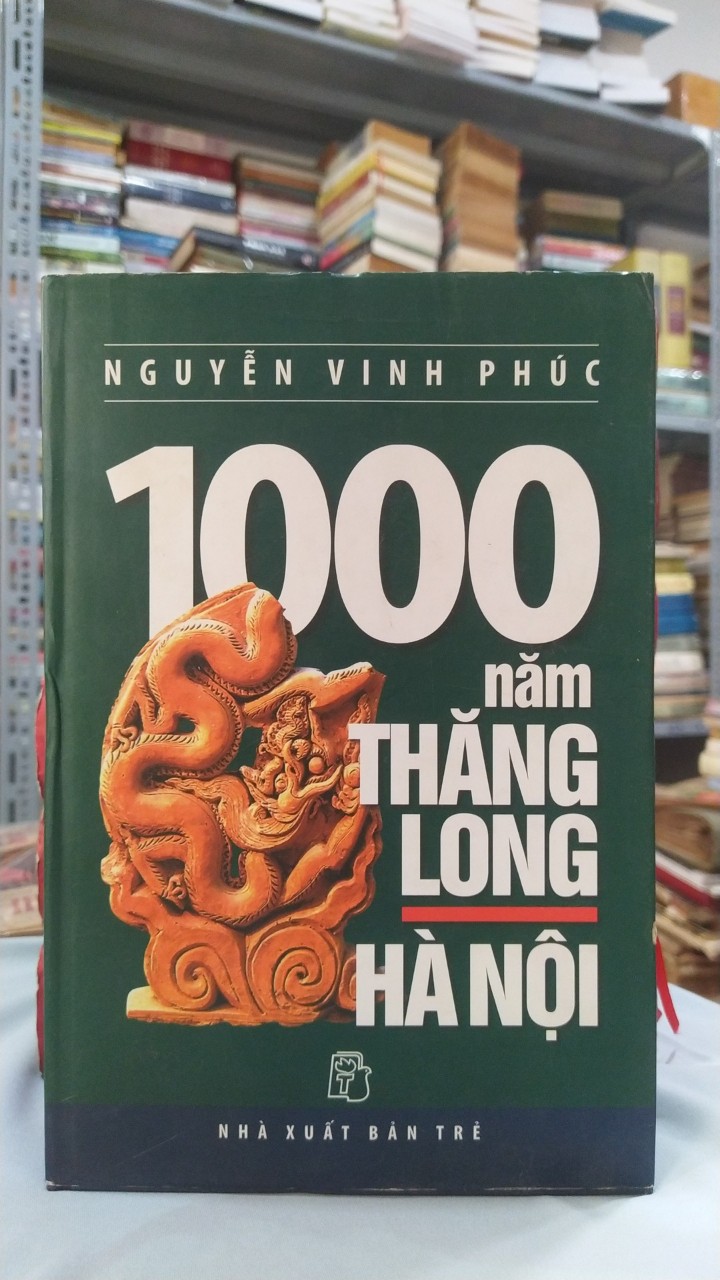 NGUYỄN VINH PHÚC
1000
năm
THĂNG
LONG
HÀ NỘI
T
NHÀ XUẤT BẢN TRẺ